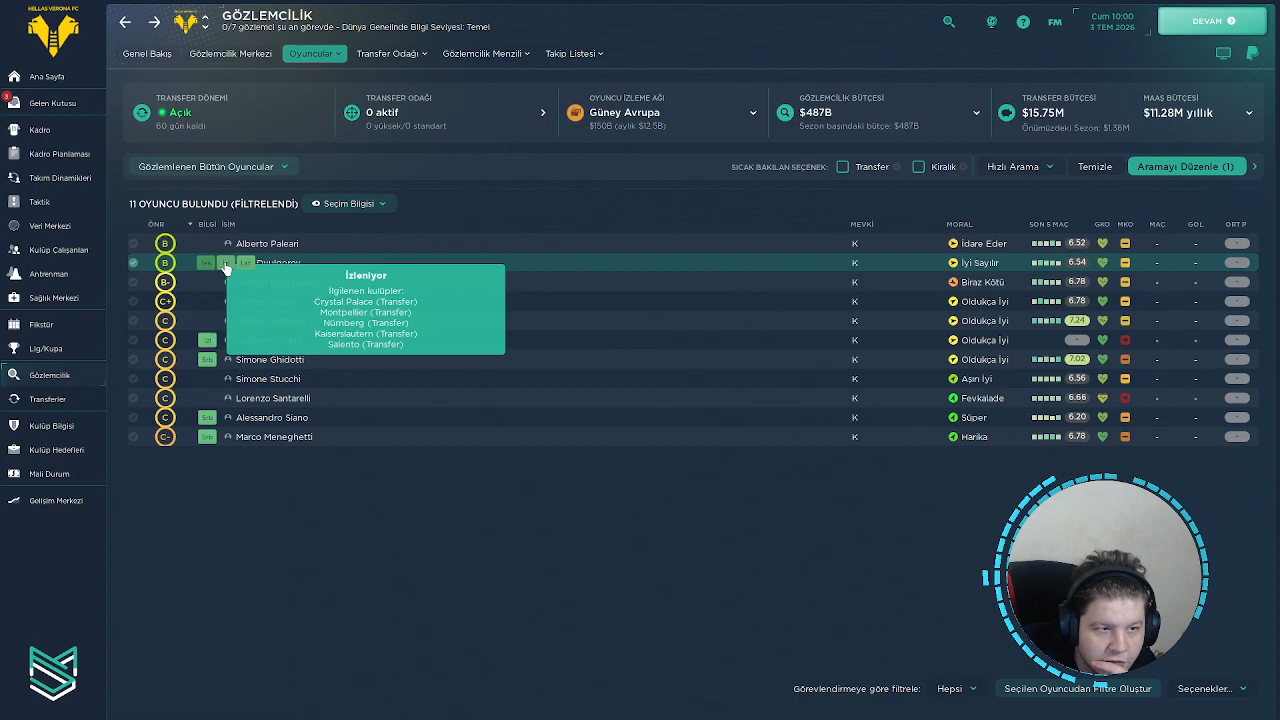 HELLAS VERONA FC
GÖZLEMCİLİK
0/7 gözlemci şu an görevde - Dünya Genelinde Bilgi Seviyesi: Temel
FM
Cum 10:00
3 TEM 2026
DEVAM
Genel Bakış
Gözlemcilik Merkezi
Oyuncular
Transfer Odağı
Gözlemcilik Menzili
Takip Listesi
Ana Sayfa
3
Gelen Kutusu
Kadro
Kadro Planlaması
Takım Dinamikleri
Taktik
Veri Merkezi
Kulüp Çalışanları
Antrenman
Sağlık Merkezi
Fikstür
Lig/Kupa
Gözlemcilik
Transferler
Kulüp Bilgisi
Kulüp Hedefleri
Mali Durum
Gelişim Merkezi
TRANSFER DÖNEMİ
Açık
60 gün kaldı
TRANSFER ODAĞI
0 aktif
0 yüksek/0 standart
OYUNCU İZLEME AĞI
Güney Avrupa
$150B (aylık $12,5B)
GÖZLEMCİLİK BÜTÇESİ
$487B
Sezon başındaki bütçe: $487B
TRANSFER BÜTÇESİ
$15.75M
Önümüzdeki Sezon: $1.36M
MAAŞ BÜTÇESİ
$11.28M yıllık
Gözlemlenen Bütün Oyuncular
SICAK BAKILAN SEÇENEK:
Transfer
Kiralık
Hızlı Arama
Temizle
Aramayı Düzenle (1)
11 OYUNCU BULUNDU (FİLTRELENDİ)
Seçim Bilgisi
ÖNR BİLGİ İSİM MEVKİ MORAL SON 5 MAÇ GKO MKO MAÇ GOL ORT P
B Alberto Paleari K İdare Eder 6.52 - - -
B Lst K İyi Sayılır 6.54 - - -
B- K Biraz Kötü 6.78 - - -
C+ K Oldukça İyi 6.78 - - -
C K Oldukça İyi 7.24 - - -
C İzl K Oldukça İyi - - - -
C Srb Simone Ghidotti K Oldukça İyi 7.02 - - -
C Simone Stucchi K Aşırı İyi 6.56 - - -
C Lorenzo Santarelli K Fevkalade 6.66 - - -
C Srb Alessandro Siano K Süper 6.20 - - -
C- Srb Marco Meneghetti K Harika 6.78 - - -
İzleniyor
İlgilenen kulüpler:
Crystal Palace (Transfer)
Montpellier (Transfer)
Nürnberg (Transfer)
Kaiserslautern (Transfer)
Salento (Transfer)
Görevlendirmeye göre filtrele:
Hepsi
Seçilen Oyuncudan Filtre Oluştur
Seçenekler...